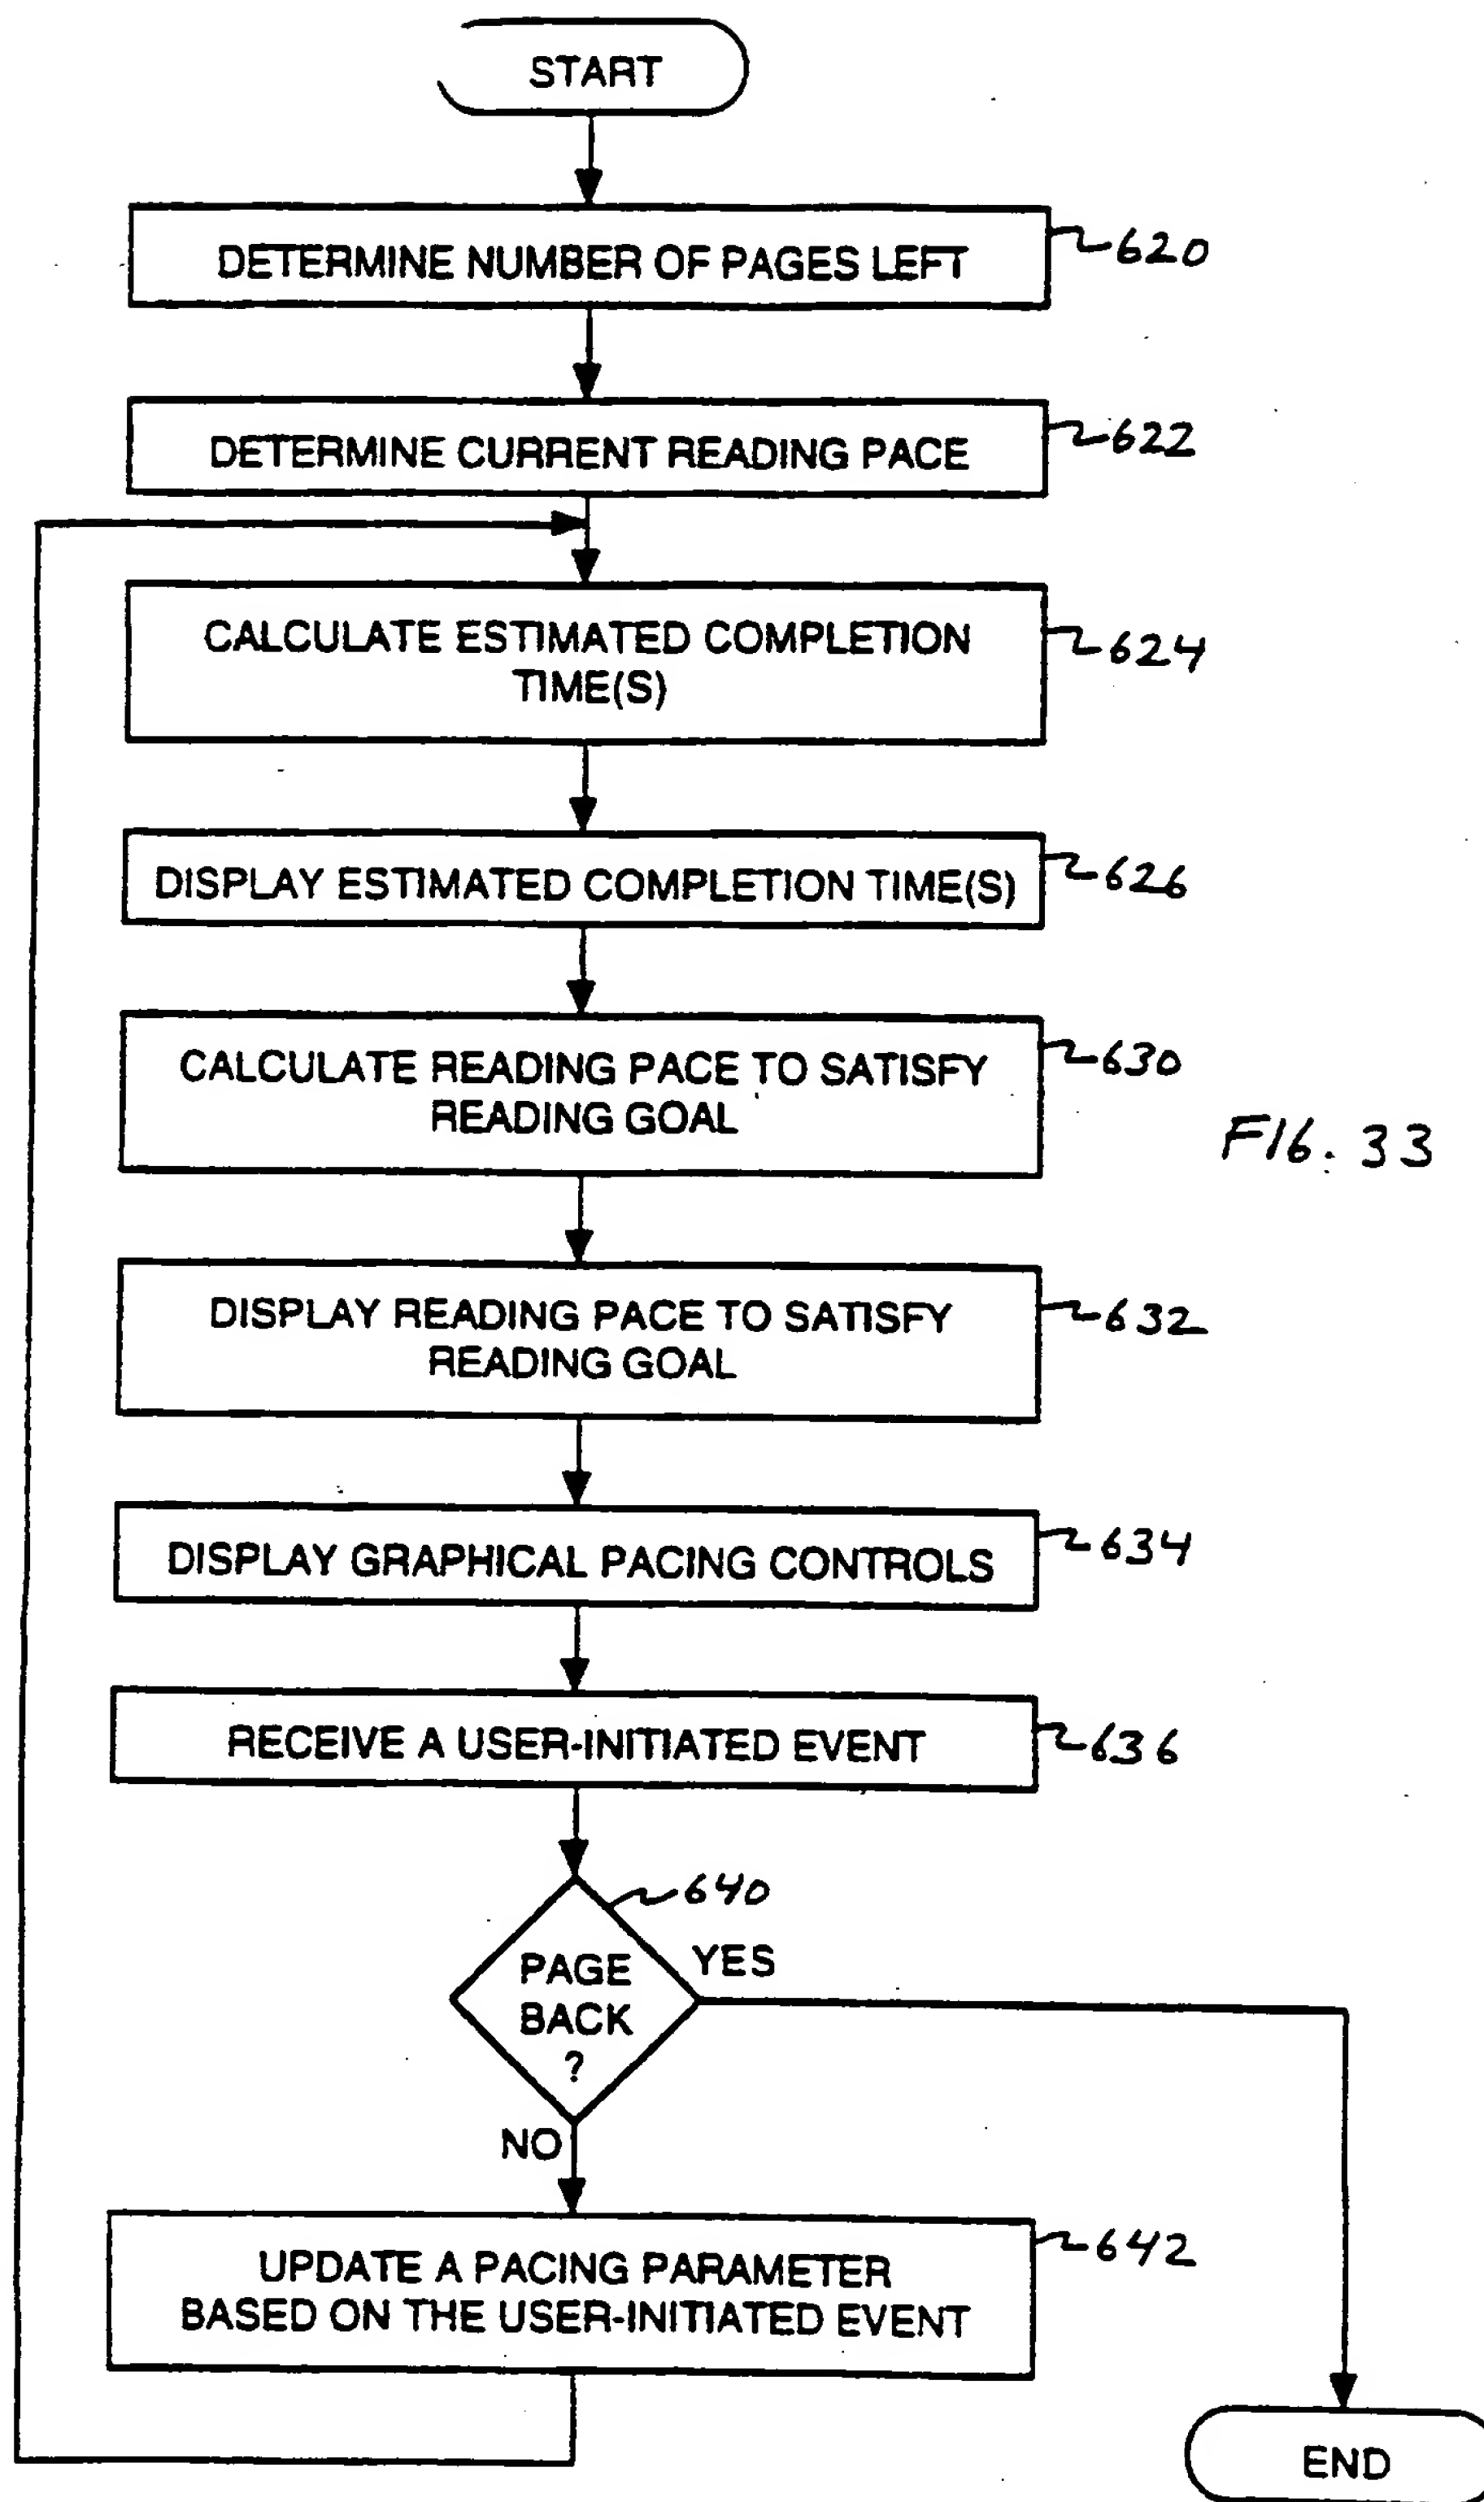 START
DETERMINE NUMBER OF PAGES LEFT
620
DETERMINE CURRENT READING PACE
622
CALCULATE ESTIMATED COMPLETION
TIME(S)
624
DISPLAY ESTIMATED COMPLETION TIME(S)
626
CALCULATE READING PACE TO SATISFY
READING GOAL
630
FIG. 33
DISPLAY READING PACE TO SATISFY
READING GOAL
632
DISPLAY GRAPHICAL PACING CONTROLS
634
RECEIVE A USER-INITIATED EVENT
636
640
PAGE
BACK
?
YES
NO
UPDATE A PACING PARAMETER
BASED ON THE USER-INITIATED EVENT
642
END